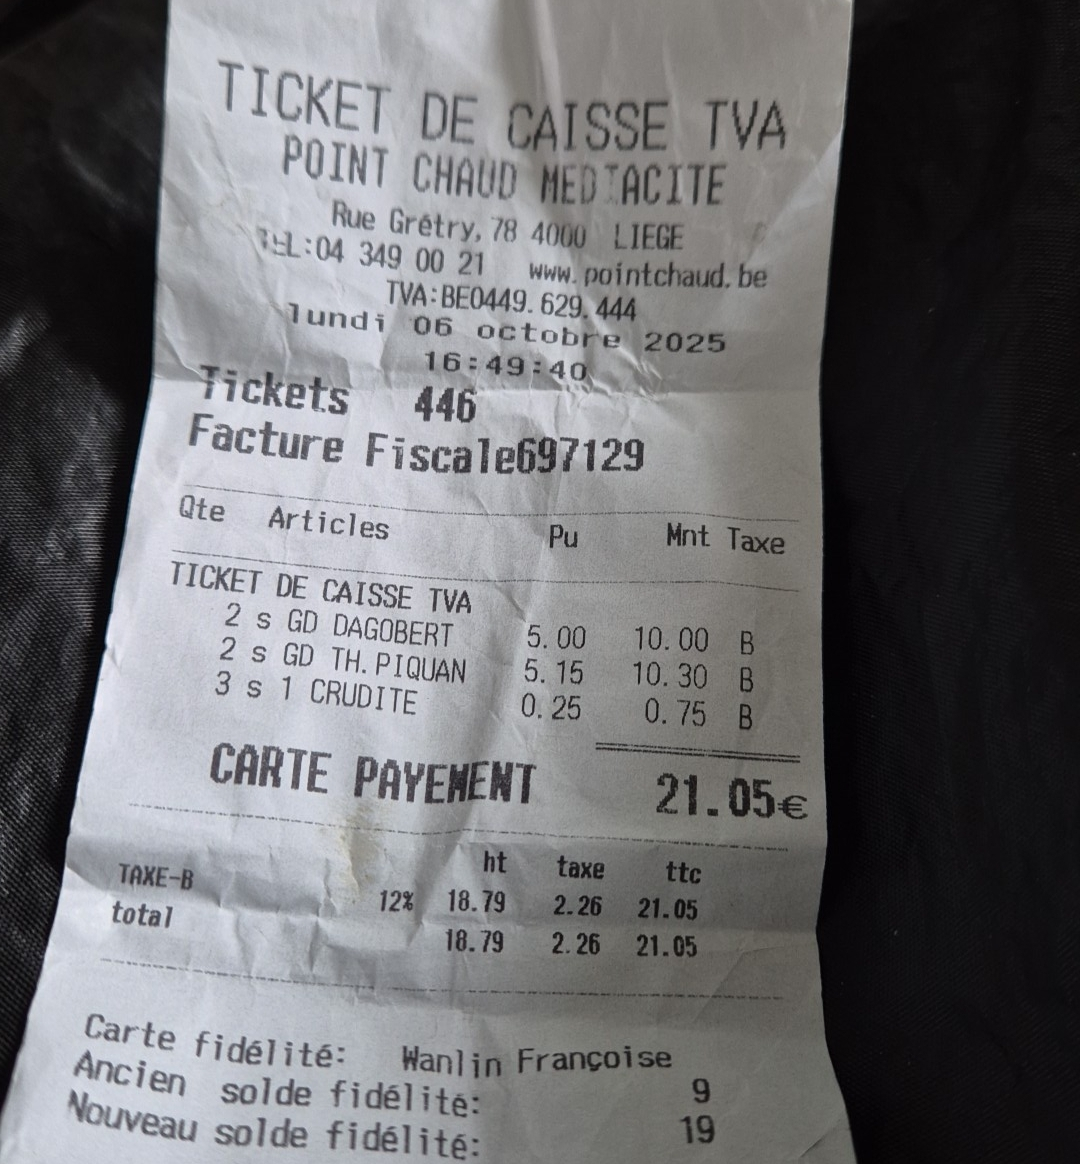 TICKET DE CAISSE TVA
POINT CHAUD MEDIACITE
Rue Grétry, 78 4000 LIEGE
TEL:04 349 00 21 www.pointchaud.be
TVA:BE0449.629.444
lundi 06 octobre 2025
16:49:40
Tickets 446
Facture Fiscale697129
Qte Articles Pu Mnt Taxe
TICKET DE CAISSE TVA
2 s GD DAGOBERT 5.00 10.00 B
2 s GD TH.PIQUAN 5.15 10.30 B
3 s 1 CRUDITE 0.25 0.75 B
CARTE PAYEMENT 21.05€
ht taxe ttc
TAXE-B 12% 18.79 2.26 21.05
total 18.79 2.26 21.05
Carte fidélité: Wanlin Françoise
Ancien solde fidélité: 9
Nouveau solde fidélité: 19